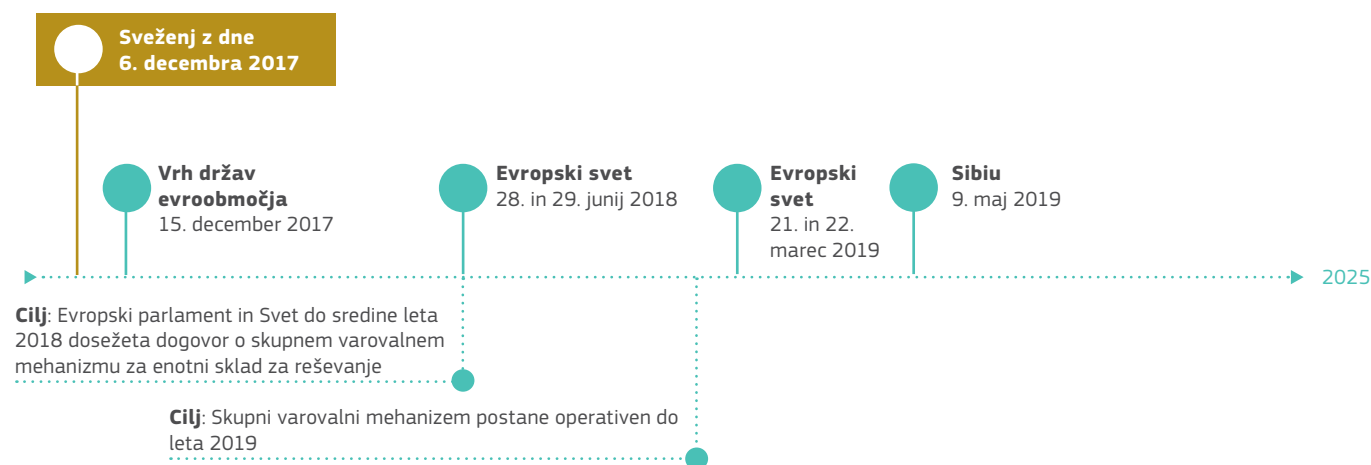 Sveženj z dne
6. decembra 2017
Vrh držav
evroobmočja
15. december 2017
Evropski svet
28. in 29. junij 2018
Evropski
svet
21. in 22.
marec 2019
Sibiu
9. maj 2019
2025
Cilj: Evropski parlament in Svet do sredine leta
2018 dosežeta dogovor o skupnem varovalnem
mehanizmu za enotni sklad za reševanje
Cilj: Skupni varovalni mehanizem postane operativen do
leta 2019